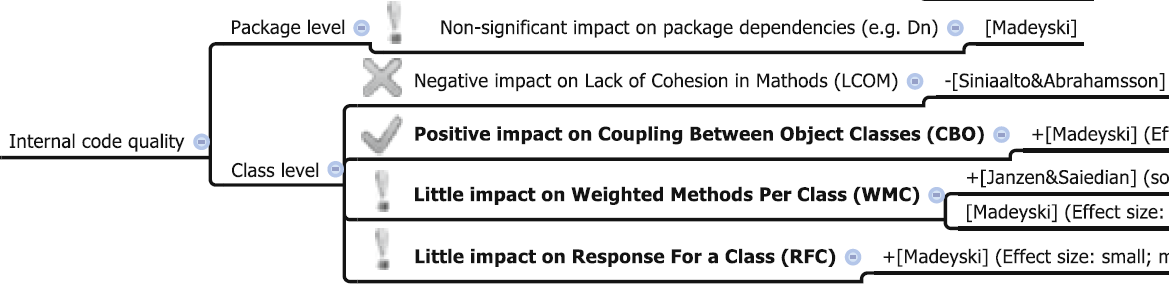 Package level
Non-significant impact on package dependencies (e.g. Dn)
[Madeyski]
Negative impact on Lack of Cohesion in Mathods (LCOM)
-[Siniaalto&Abrahamsson]
Internal code quality
Positive impact on Coupling Between Object Classes (CBO)
+[Madeyski] (Ef
Class level
Little impact on Weighted Methods Per Class (WMC)
+[Janzen&Saiedian] (so
[Madeyski] (Effect size:
Little impact on Response For a Class (RFC)
+[Madeyski] (Effect size: small; m